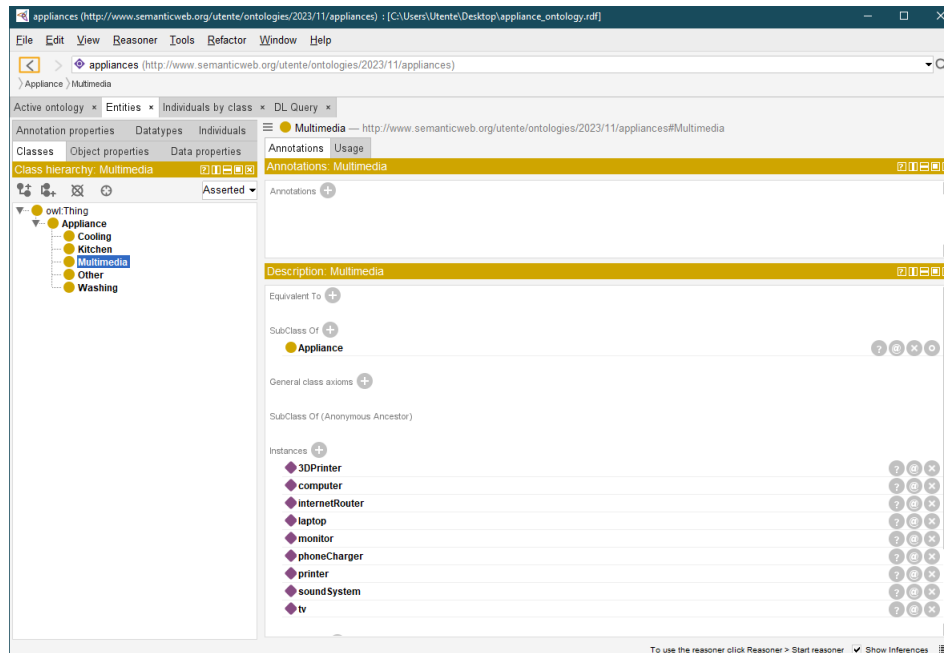 appliances (http://www.semanticweb.org/utente/ontologies/2023/11/appliances) : [C:\Users\Utente\Desktop\appliance_ontology.rdf]
File Edit View Reasoner Tools Refactor Window Help
appliances (http://www.semanticweb.org/utente/ontologies/2023/11/appliances)
Appliance Multimedia
Active ontology Entities Individuals by class DL Query
Annotation properties Datatypes Individuals
Classes Object properties Data properties
Class hierarchy: Multimedia
Asserted
owl:Thing
Appliance
Cooling
Kitchen
Multimedia
Other
Washing
Multimedia — http://www.semanticweb.org/utente/ontologies/2023/11/appliances#Multimedia
Annotations Usage
Annotations: Multimedia
Annotations
Description: Multimedia
Equivalent To
SubClass Of
Appliance
General class axioms
SubClass Of (Anonymous Ancestor)
Instances
3DPrinter
computer
internetRouter
laptop
monitor
phoneCharger
printer
soundSystem
tv
To use the reasoner click Reasoner > Start reasoner Show Inferences